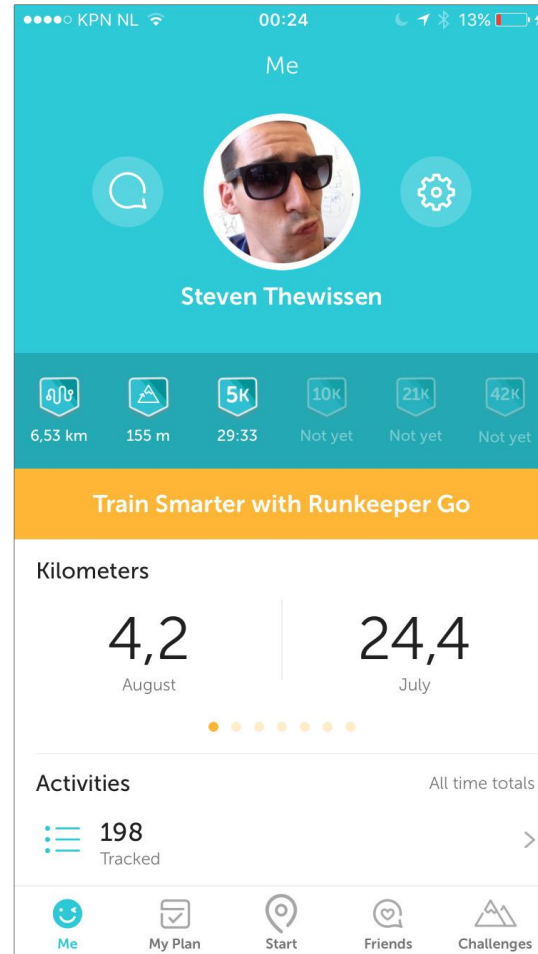 KPN NL 00:24 13%
Me
Steven Thewissen
5K 10K 21K 42K
6,53 km 155 m 29:33 Not yet Not yet Not yet
Train Smarter with Runkeeper Go
Kilometers
4,2 24,4
August July
Activities All time totals
198
Tracked
Me My Plan Start Friends Challenges